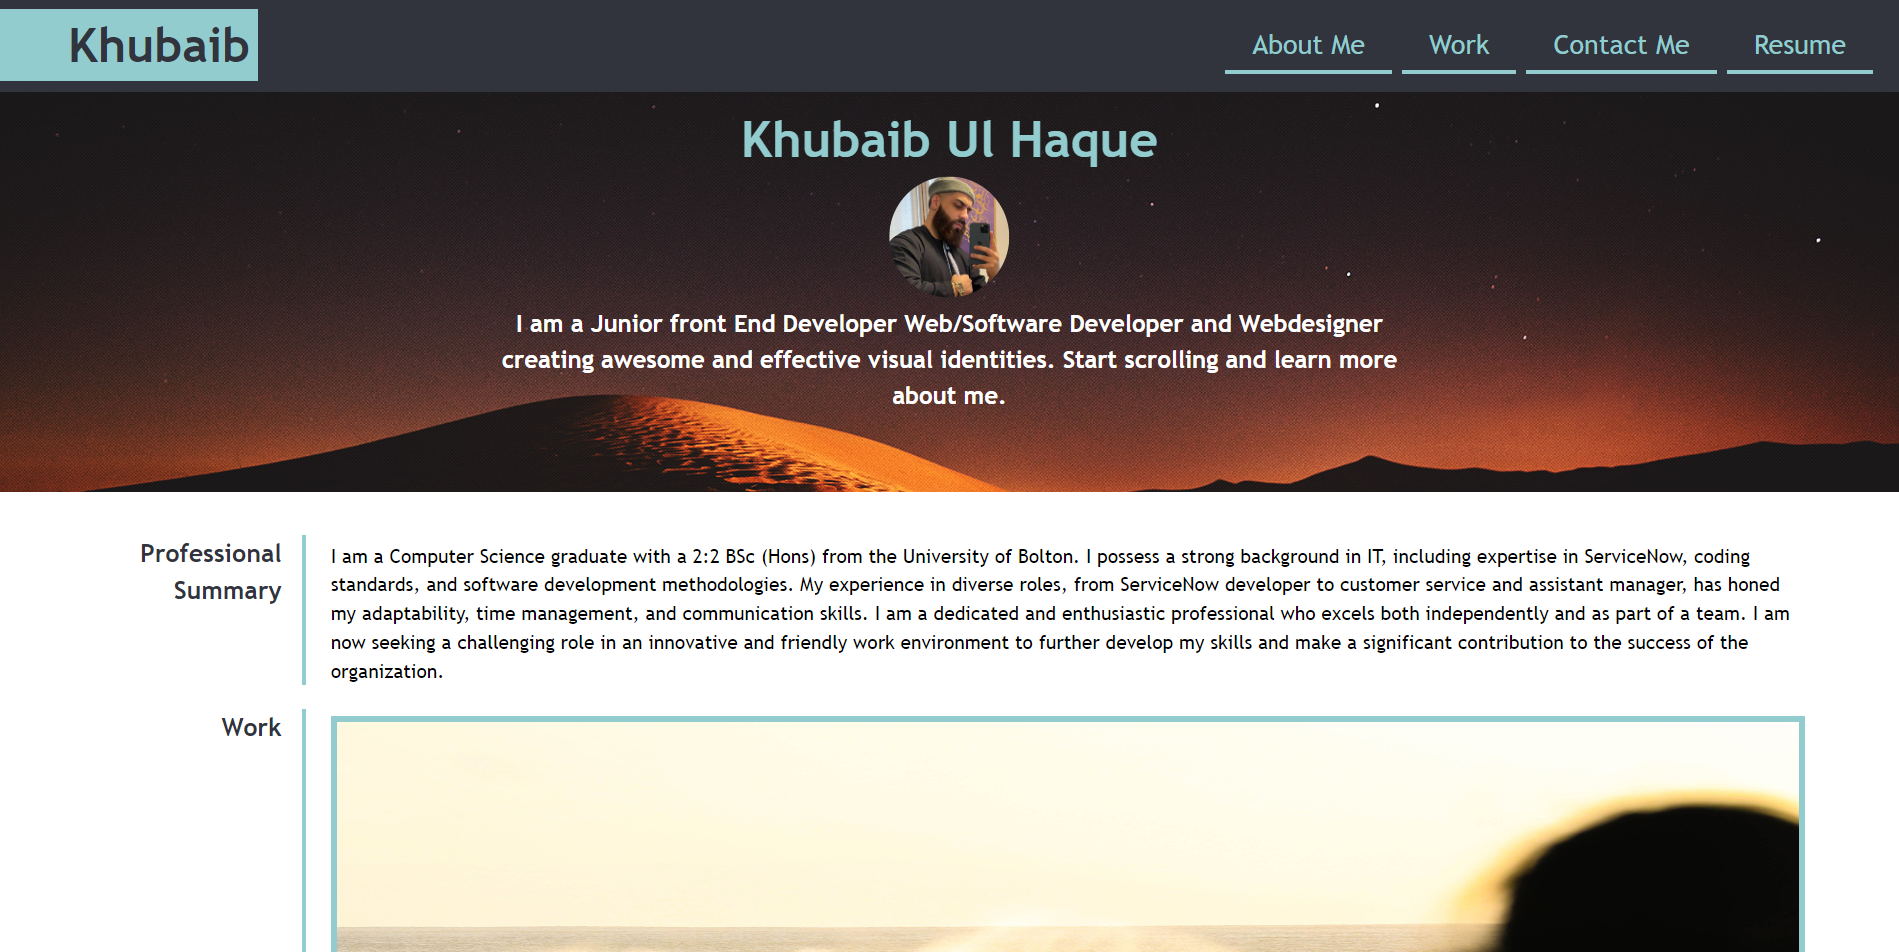 Khubaib
About Me
Work
Contact Me
Resume
Khubaib Ul Haque
I am a Junior front End Developer Web/Software Developer and Webdesigner
creating awesome and effective visual identities. Start scrolling and learn more
about me.
Professional
Summary
I am a Computer Science graduate with a 2:2 BSc (Hons) from the University of Bolton. I possess a strong background in IT, including expertise in ServiceNow, coding
standards, and software development methodologies. My experience in diverse roles, from ServiceNow developer to customer service and assistant manager, has honed
my adaptability, time management, and communication skills. I am a dedicated and enthusiastic professional who excels both independently and as part of a team. I am
now seeking a challenging role in an innovative and friendly work environment to further develop my skills and make a significant contribution to the success of the
organization.
Work